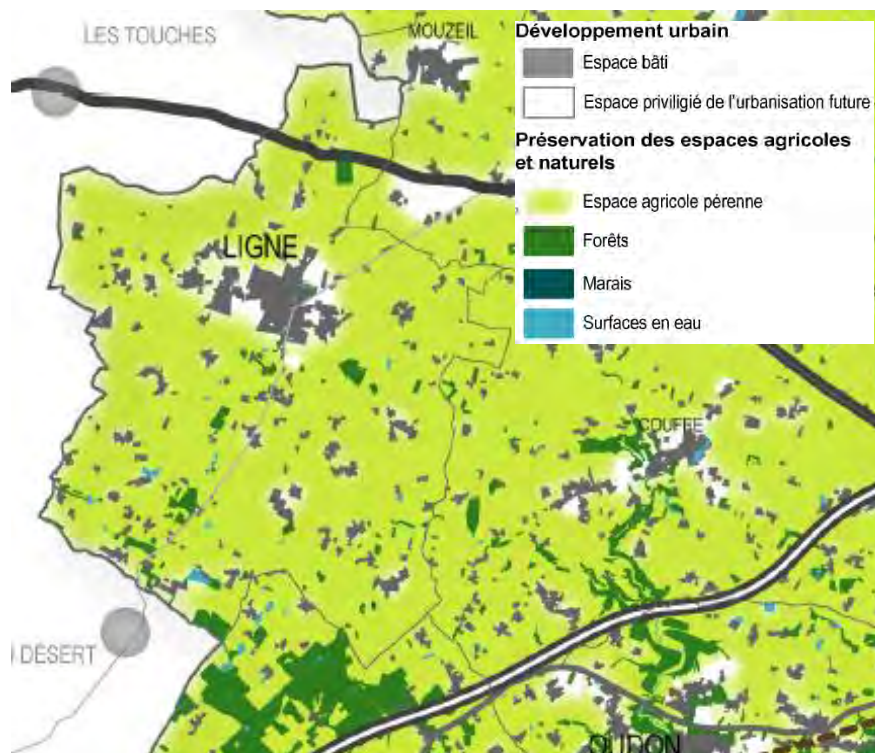 LES TOUCHES
MOUZEIL
Développement urbain
Espace bâti
Espace priviligié de l'urbanisation future
Préservation des espaces agricoles
et naturels
Espace agricole pérenne
Forêts
Marais
Surfaces en eau
LIGNE
COUFFE
DÉSERT
OUDON